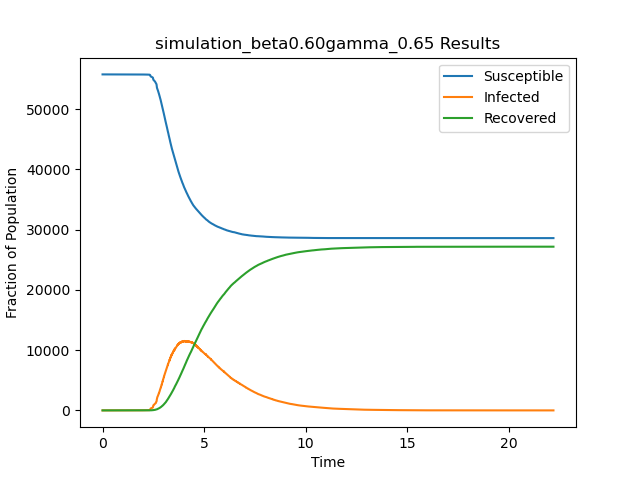 simulation_beta0.60gamma_0.65 Results
Susceptible
Infected
Recovered
Fraction of Population
50000
40000
30000
20000
10000
0
0 5 10 15 20
Time